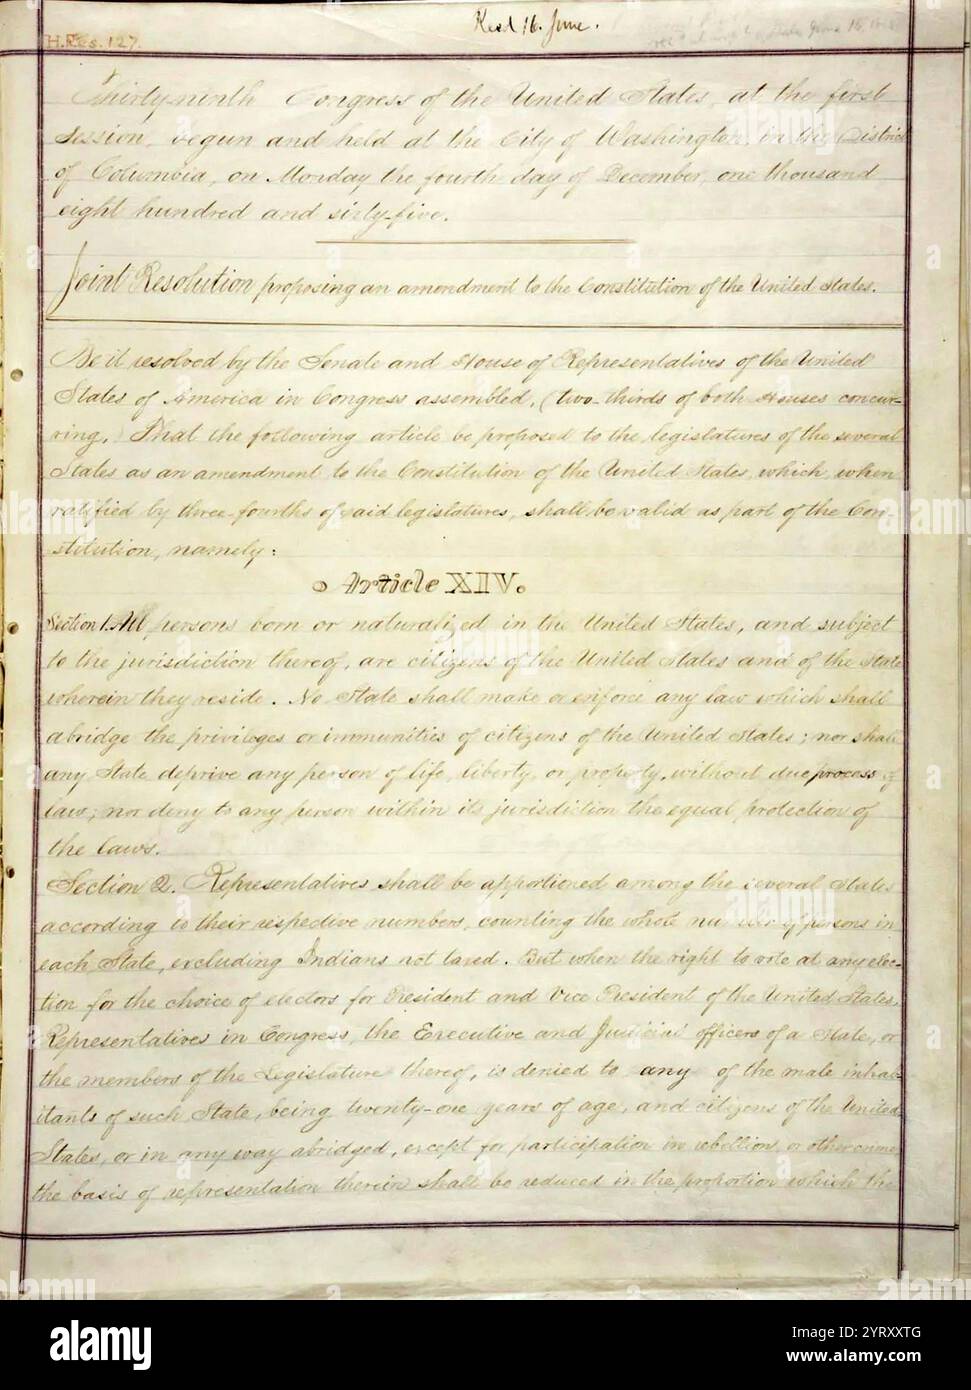 H.Res. 127.
Recd 16. June.
Thirty-ninth Congress of the United States, at the first
Session, begun and held at the City of Washington, in the District
of Columbia, on Monday the fourth day of December, one thousand
eight hundred and sixty-five.
Joint Resolution proposing an amendment to the Constitution of the United States.
Be it resolved by the Senate and House of Representatives of the United
States of America in Congress assembled, (two-thirds of both Houses concur-
ring,) That the following article be proposed to the legislatures of the several
States as an amendment to the Constitution of the United States, which, when
ratified by three-fourths of said legislatures, shall be valid as part of the Con-
stitution, namely:
Article XIV.
Section 1. All persons born or naturalized in the United States, and subject
to the jurisdiction thereof, are citizens of the United States and of the State
wherein they reside. No State shall make or enforce any law which shall
abridge the privileges or immunities of citizens of the United States; nor shall
any State deprive any person of life, liberty, or property, without due process of
law; nor deny to any person within its jurisdiction the equal protection of
the laws.
Section 2. Representatives shall be apportioned among the several States
according to their respective numbers, counting the whole number of persons in
each State, excluding Indians not taxed. But when the right to vote at any elec-
tion for the choice of electors for President and Vice President of the United States,
Representatives in Congress, the Executive and Judicial officers of a State, or
the members of the Legislature thereof, is denied to any of the male inhab-
itants of such State, being twenty-one years of age, and citizens of the United
States, or in any way abridged, except for participation in rebellion, or other crime,
the basis of representation therein shall be reduced in the proportion which the
alamy
Image ID: 2YRXXTG
www.alamy.com